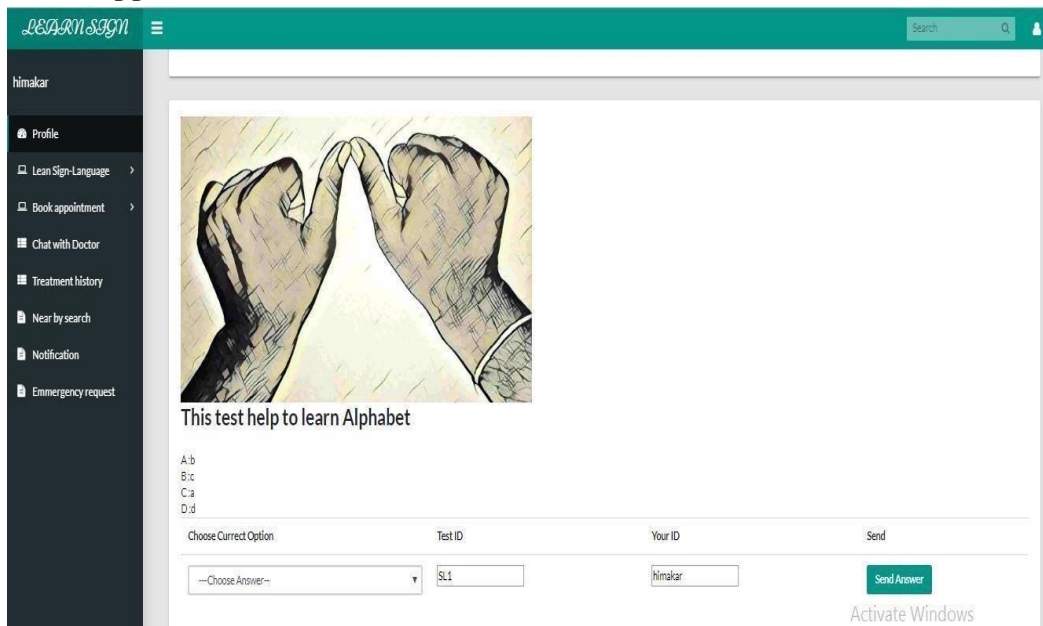 LEARN SIGN
Search
himakar
Profile
Lean Sign-Language
Book appointment
Chat with Doctor
Treatment history
Near by search
Notification
Emmergency request
This test help to learn Alphabet
A:b
B:c
C:a
D:d
Choose Currect Option Test ID Your ID Send
---Choose Answer-- SL1 himakar Send Answer
Activate Windows